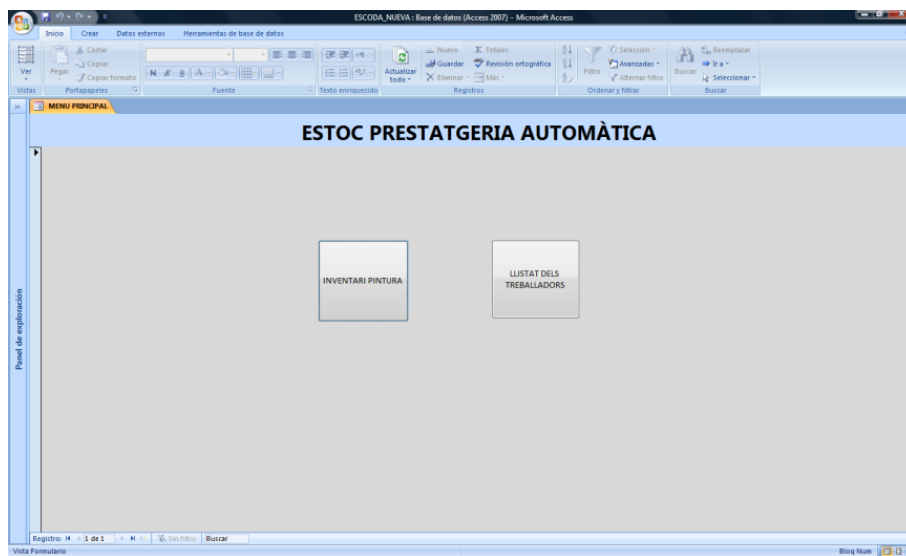 ESCODA_NUEVA : Base de datos (Access 2007) - Microsoft Access
Inicio Crear Datos externos Herramientas de base de datos
Ver
Vistas
Pegar
Cortar
Copiar
Copiar formato
Portapapeles
N K S A
Fuente
Texto enriquecido
Actualizar todo
Nuevo
Guardar
Eliminar
Totales
Revisión ortográfica
Más
Registros
Filtro
Selección
Avanzadas
Alternar filtro
Ordenar y filtrar
Buscar
Reemplazar
Ir a
Seleccionar
Buscar
MENU PRINCIPAL
ESTOC PRESTATGERIA AUTOMÀTICA
INVENTARI PINTURA
LLISTAT DELS
TREBALLADORS
Panel de exploración
Registro: 1 de 1 Sin filtro Buscar
Vista Formulario
Bloq Num